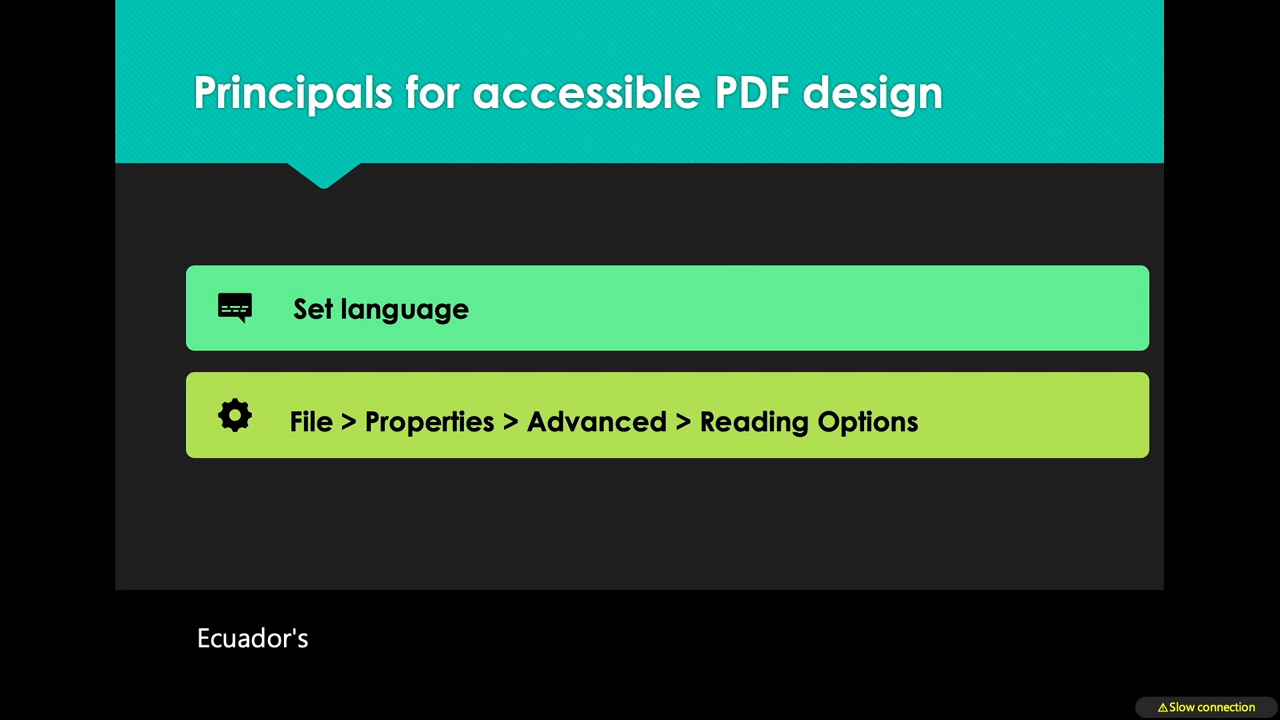 Principals for accessible PDF design
Set language
File > Properties > Advanced > Reading Options
Ecuador's
⚠Slow connection